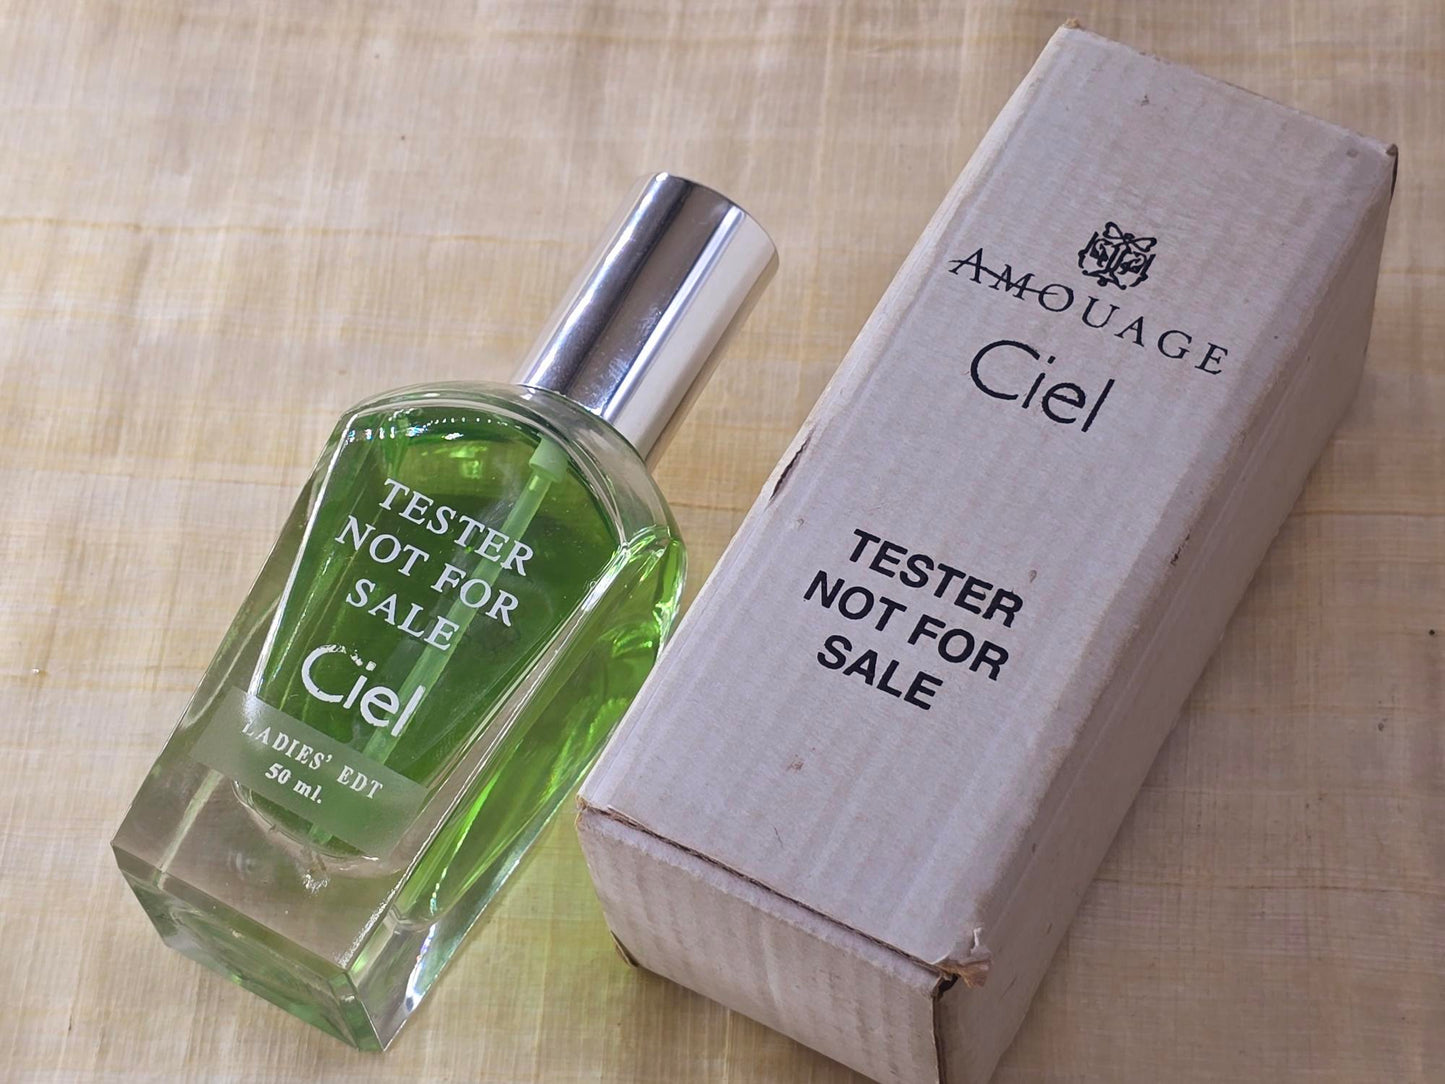 TESTER
NOT FOR
SALE
Ciel
LADIES' EDT
50 ml.
AMOUAGE
Ciel
TESTER
NOT FOR
SALE